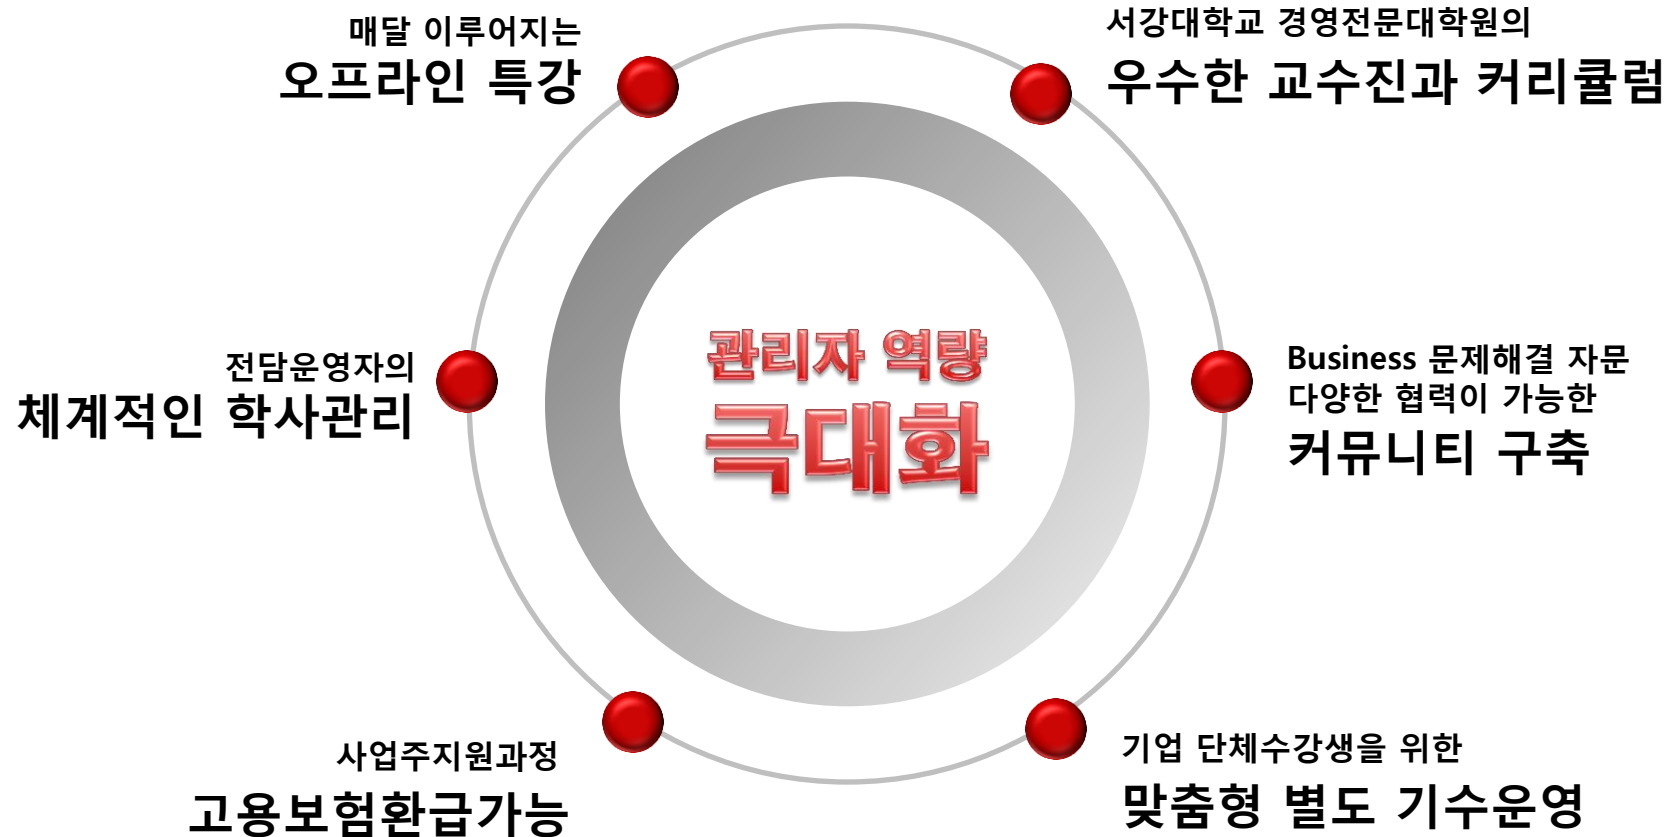 매달 이루어지는
오프라인 특강
서강대학교 경영전문대학원의
우수한 교수진과 커리큘럼
전담운영자의
체계적인 학사관리
관리자 역량
극대화
Business 문제해결 자문
다양한 협력이 가능한
커뮤니티 구축
사업주지원과정
고용보험환급가능
기업 단체수강생을 위한
맞춤형 별도 기수운영